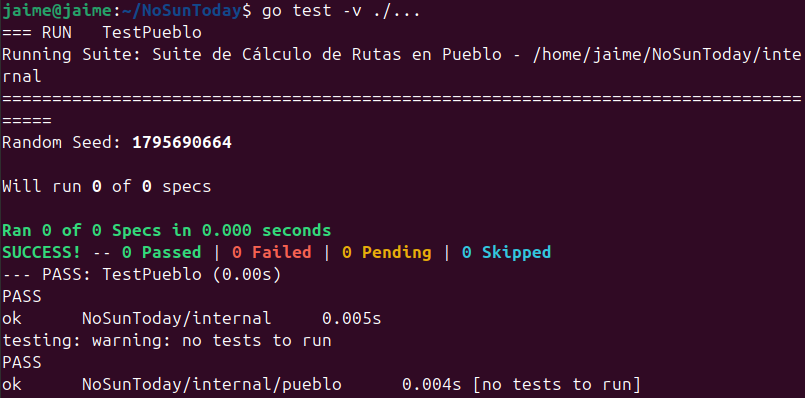 jaime@jaime:~/NoSunToday$ go test -v ./...
=== RUN   TestPueblo
Running Suite: Suite de Cálculo de Rutas en Pueblo - /home/jaime/NoSunToday/inte
rnal
================================================================================
=====
Random Seed: 1795690664
Will run 0 of 0 specs
Ran 0 of 0 Specs in 0.000 seconds
SUCCESS! -- 0 Passed | 0 Failed | 0 Pending | 0 Skipped
--- PASS: TestPueblo (0.00s)
PASS
ok      NoSunToday/internal     0.005s
testing: warning: no tests to run
PASS
ok      NoSunToday/internal/pueblo      0.004s [no tests to run]